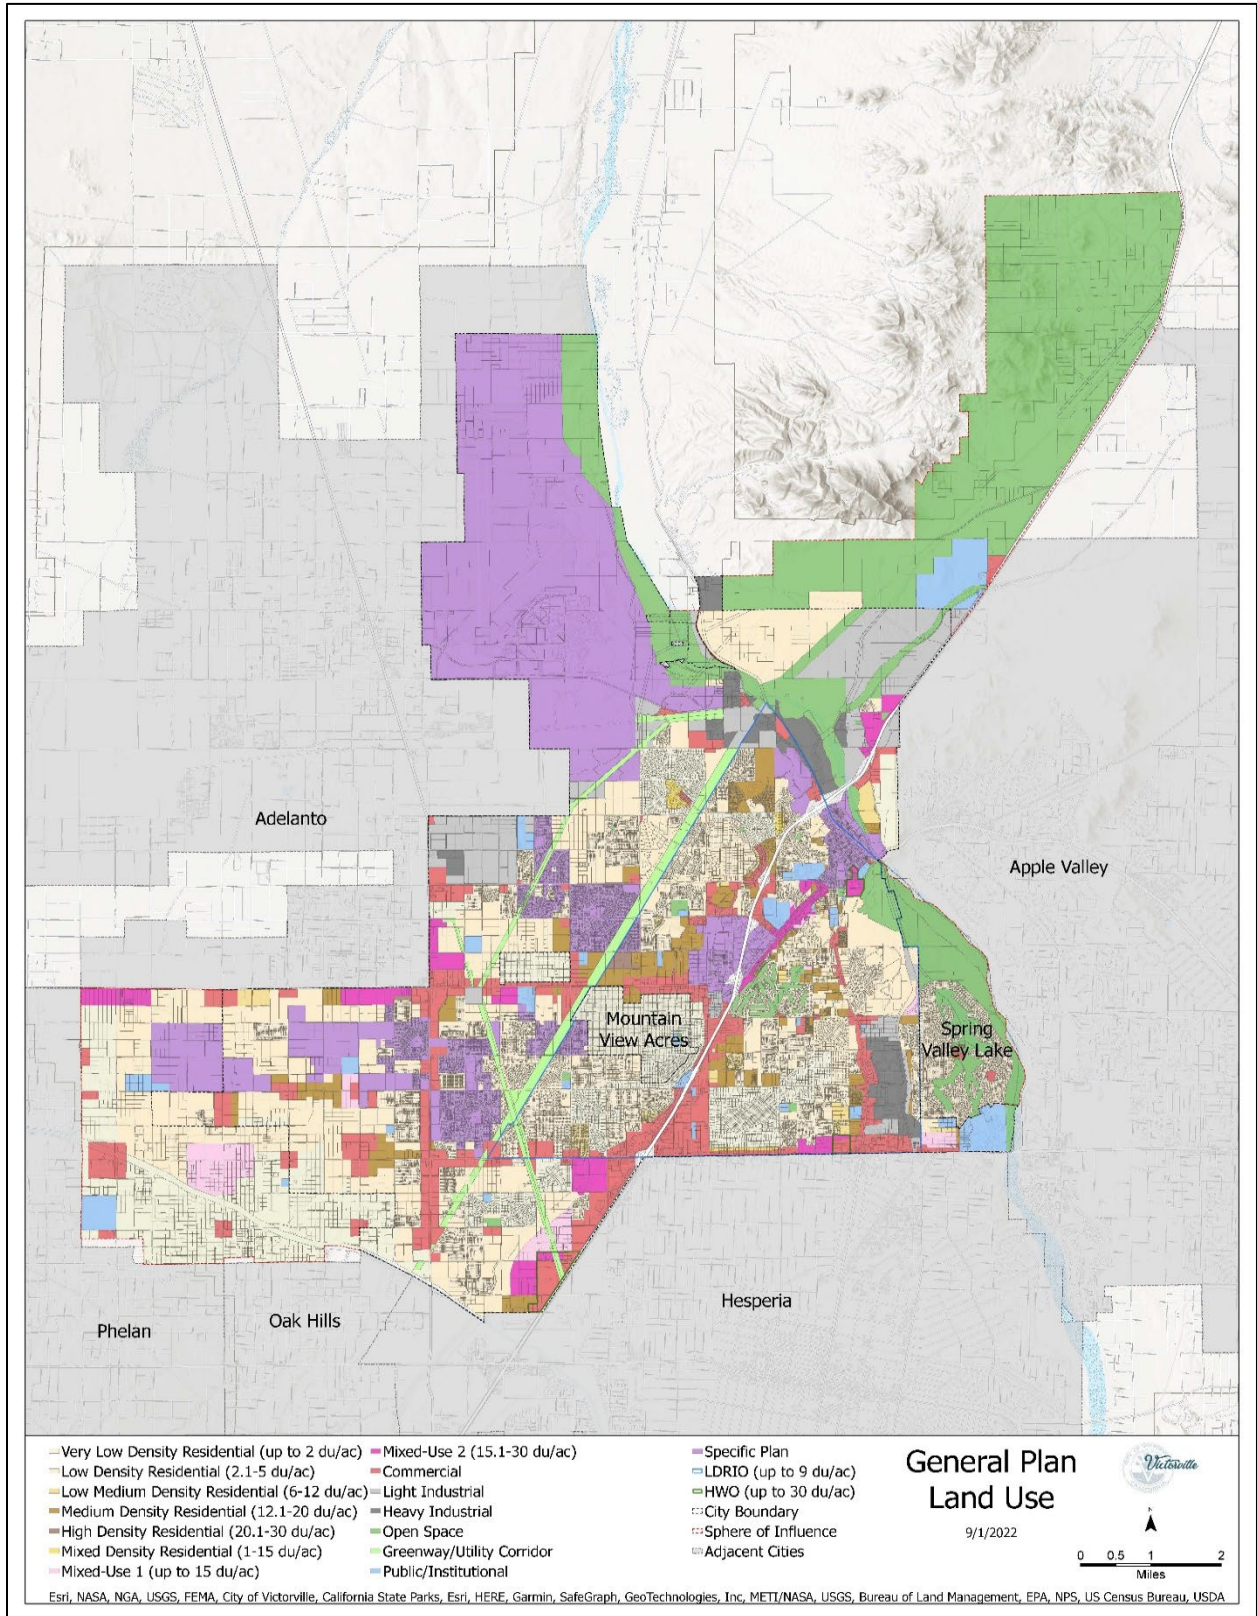 Adelanto
Apple Valley
Mountain
View Acres
Spring
Valley Lake
Hesperia
Oak Hills
Phelan
Very Low Density Residential (up to 2 du/ac)
Low Density Residential (2.1-5 du/ac)
Low Medium Density Residential (6-12 du/ac)
Medium Density Residential (12.1-20 du/ac)
High Density Residential (20.1-30 du/ac)
Mixed Density Residential (1-15 du/ac)
Mixed-Use 1 (up to 15 du/ac)
Mixed-Use 2 (15.1-30 du/ac)
Commercial
Light Industrial
Heavy Industrial
Open Space
Greenway/Utility Corridor
Public/Institutional
Specific Plan
LDRIO (up to 9 du/ac)
HWO (up to 30 du/ac)
City Boundary
Sphere of Influence
Adjacent Cities
General Plan
Land Use
9/1/2022
Victorville
N
0 0.5 1 2
Miles
Esri, NASA, NGA, USGS, FEMA, City of Victorville, California State Parks, Esri, HERE, Garmin, SafeGraph, GeoTechnologies, Inc, METI/NASA, USGS, Bureau of Land Management, EPA, NPS, US Census Bureau, USDA